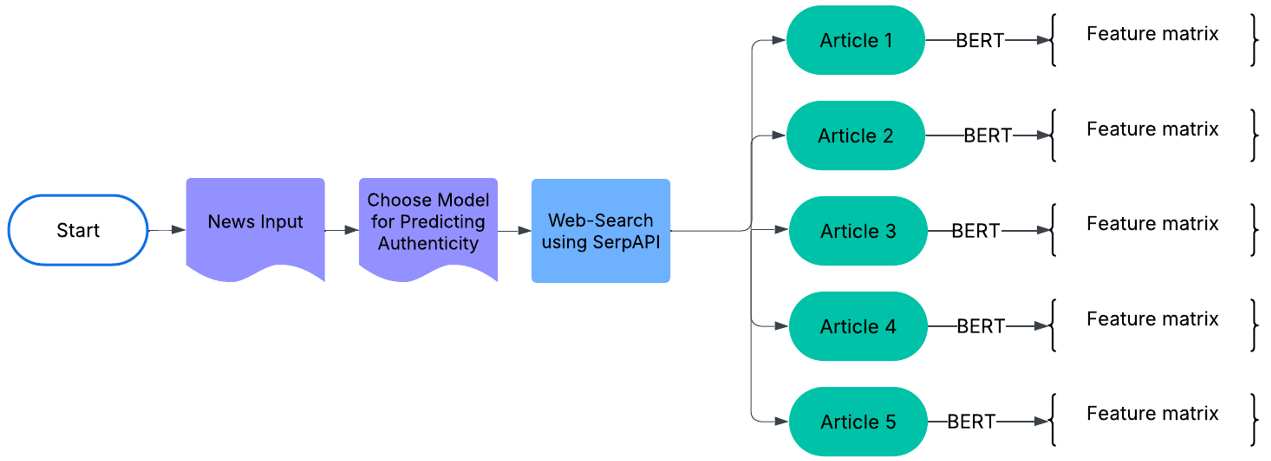 Start
News Input
Choose Model
for Predicting
Authenticity
Web-Search
using SerpAPI
Article 1
BERT
Feature matrix
Article 2
BERT
Feature matrix
Article 3
BERT
Feature matrix
Article 4
BERT
Feature matrix
Article 5
BERT
Feature matrix